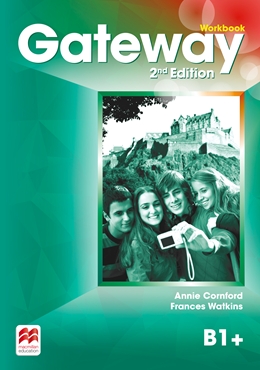 Workbook
Gateway
2nd Edition
Annie Cornford
Frances Watkins
macmillan
education
B1+